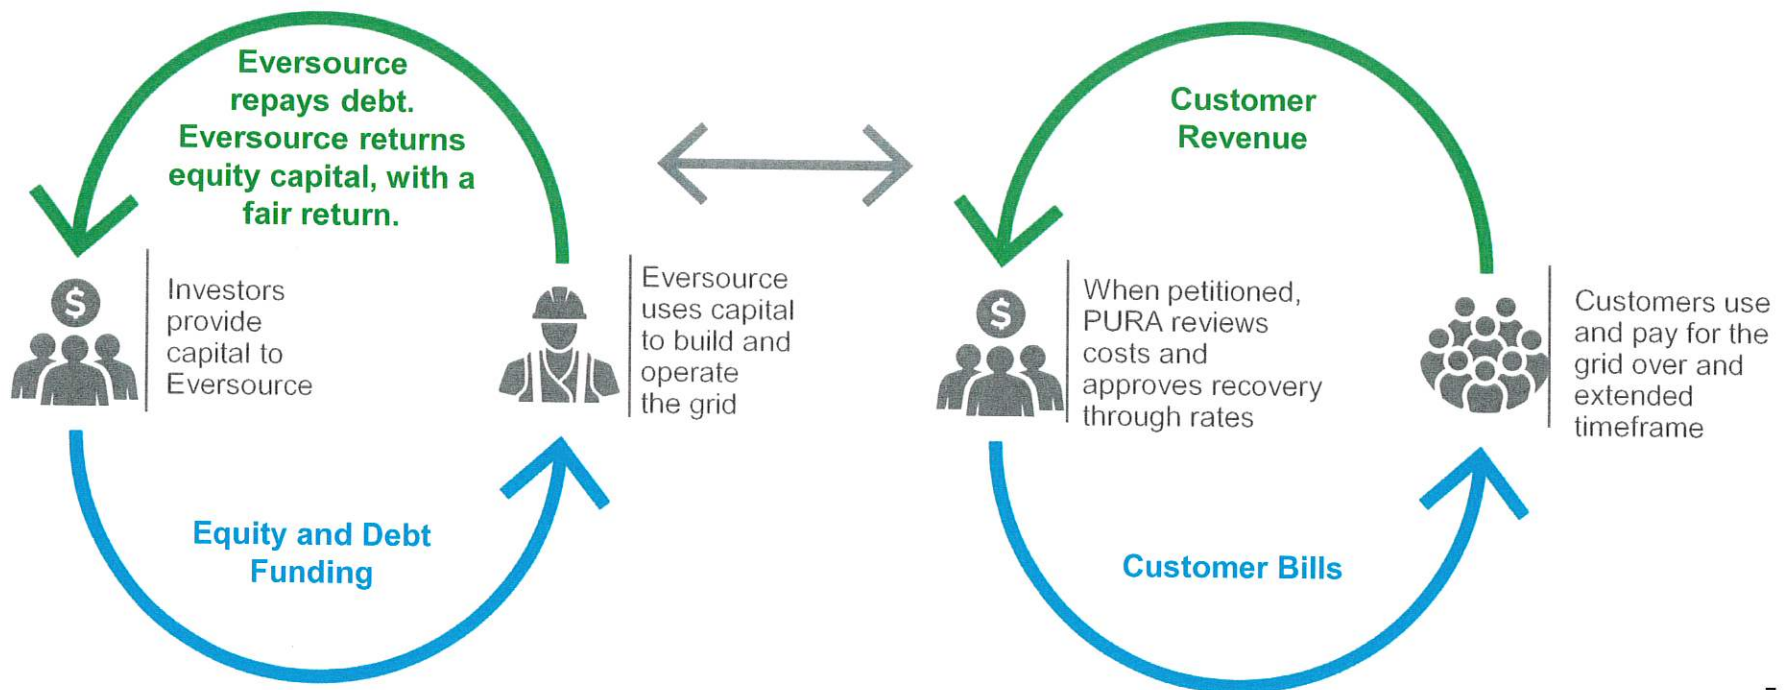 Eversource
repays debt.
Eversource returns
equity capital, with a
fair return.
Investors
provide
capital to
Eversource
Eversource
uses capital
to build and
operate
the grid
Equity and Debt
Funding
Customer
Revenue
$
When petitioned,
PURA reviews
costs and
approves recovery
through rates
Customers use
and pay for the
grid over and
extended
timeframe
Customer Bills
$